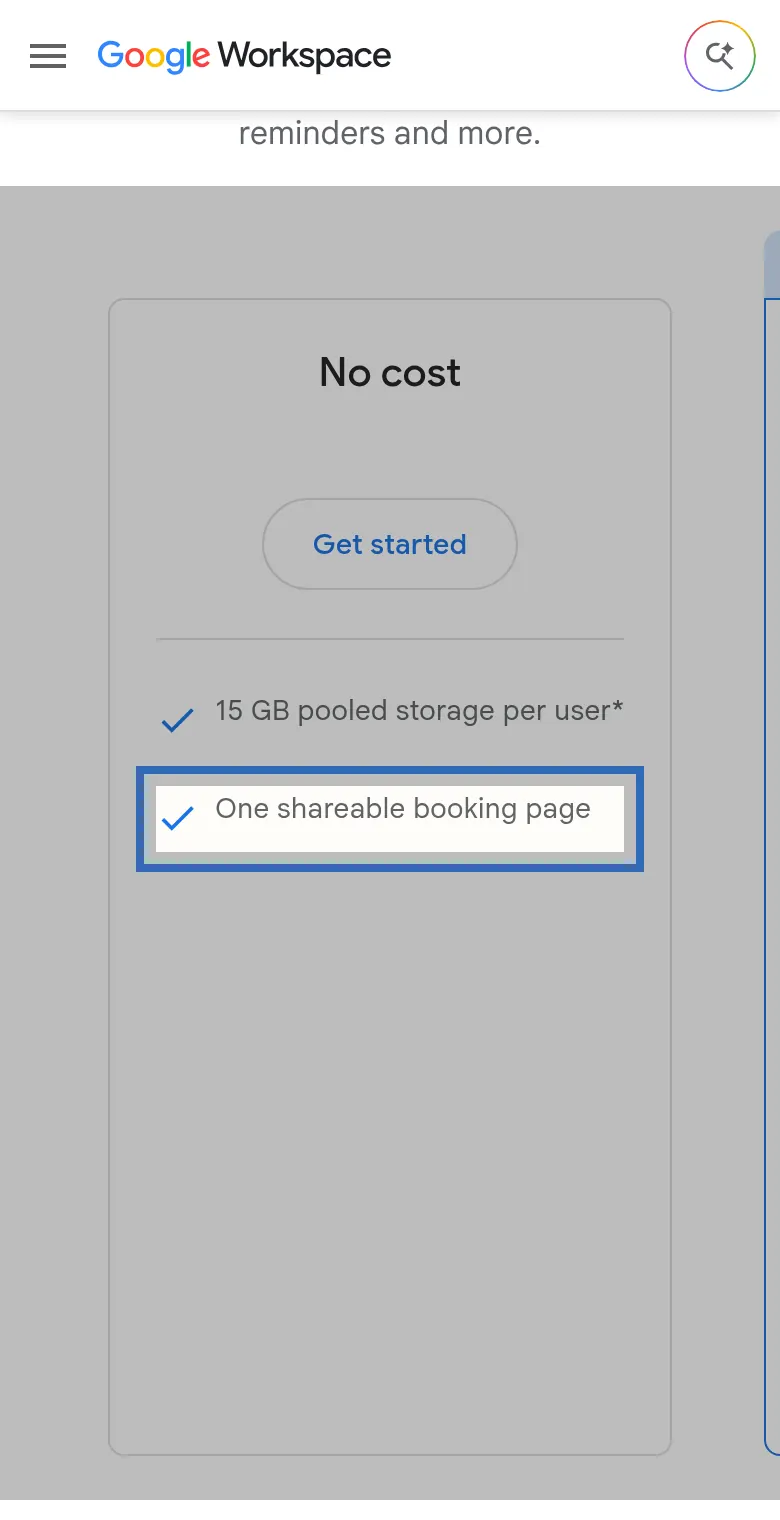 Google Workspace
reminders and more.
No cost
Get started
15 GB pooled storage per user*
One shareable booking page